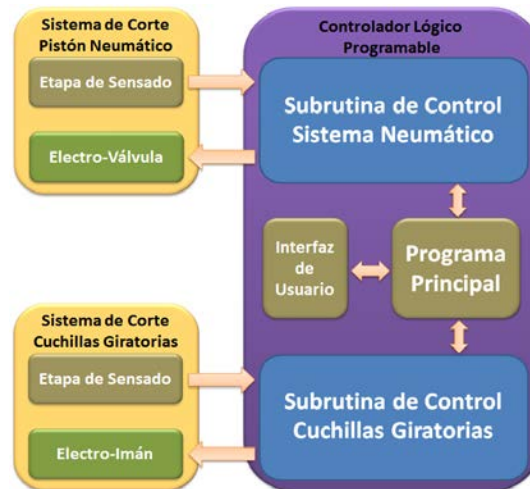 Sistema de Corte
Pistón Neumático
Etapa de Sensado
Electro-Válvula
Controlador Lógico
Programable
Subrutina de Control
Sistema Neumático
Interfaz
de
Usuario
Programa
Principal
Sistema de Corte
Cuchillas Giratorias
Etapa de Sensado
Electro-Imán
Subrutina de Control
Cuchillas Giratorias